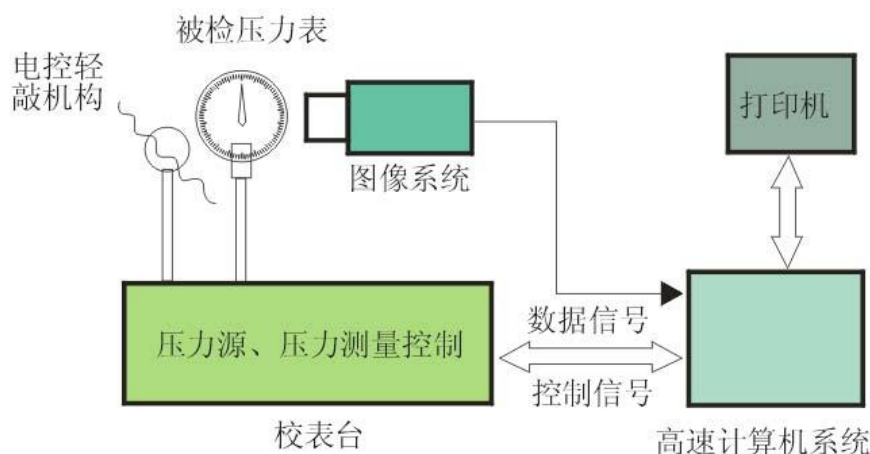 被检压力表
电控轻
敲机构
打印机
图像系统
数据信号
压力源、压力测量控制
控制信号
校表台
高速计算机系统